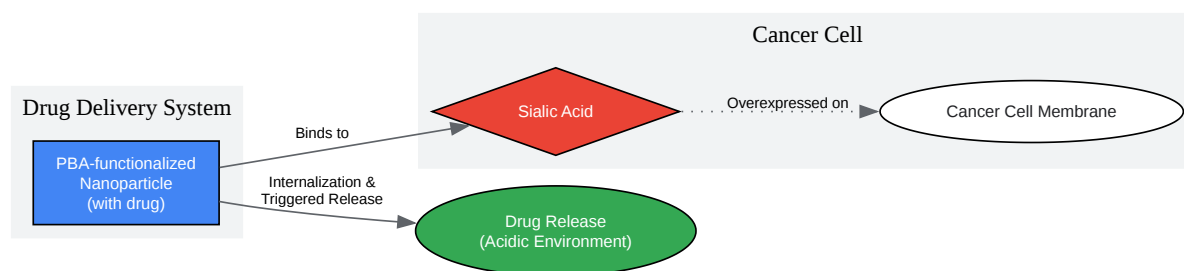 Cancer Cell
Drug Delivery System
Sialic Acid
Overexpressed on
Cancer Cell Membrane
Binds to
PBA-functionalized
Nanoparticle
(with drug)
Internalization &
Triggered Release
Drug Release
(Acidic Environment)